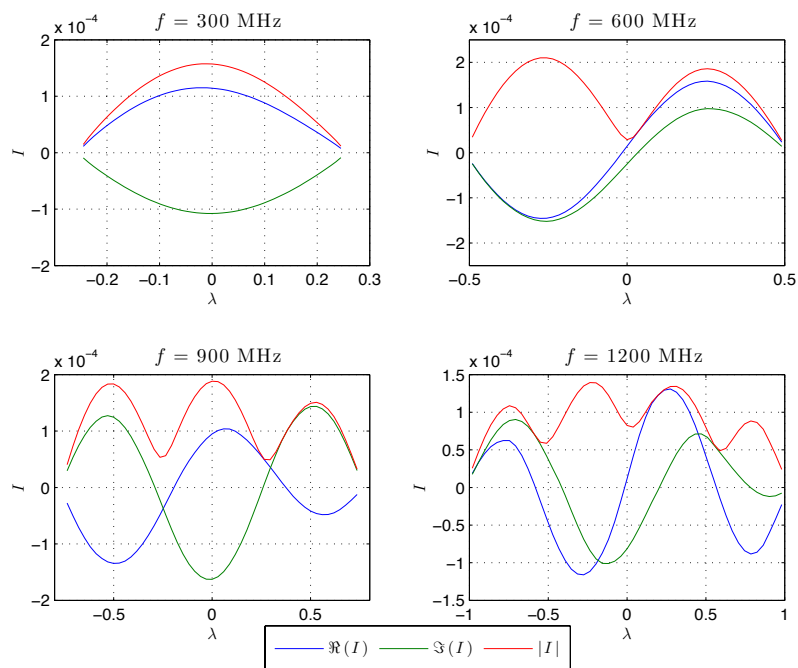 f = 300 MHz
x 10⁻⁴
2
1
0
−1
−2
I
−0.2
−0.1
0
0.1
0.2
0.3
λ
f = 600 MHz
x 10⁻⁴
2
1
0
−1
−2
I
−0.5
0
0.5
λ
f = 900 MHz
x 10⁻⁴
2
1
0
−1
−2
I
−0.5
0
0.5
λ
f = 1200 MHz
x 10⁻⁴
1.5
1
0.5
0
−0.5
−1
−1.5
I
−1
−0.5
0
0.5
1
λ
ℜ(I) ℑ(I) |I|